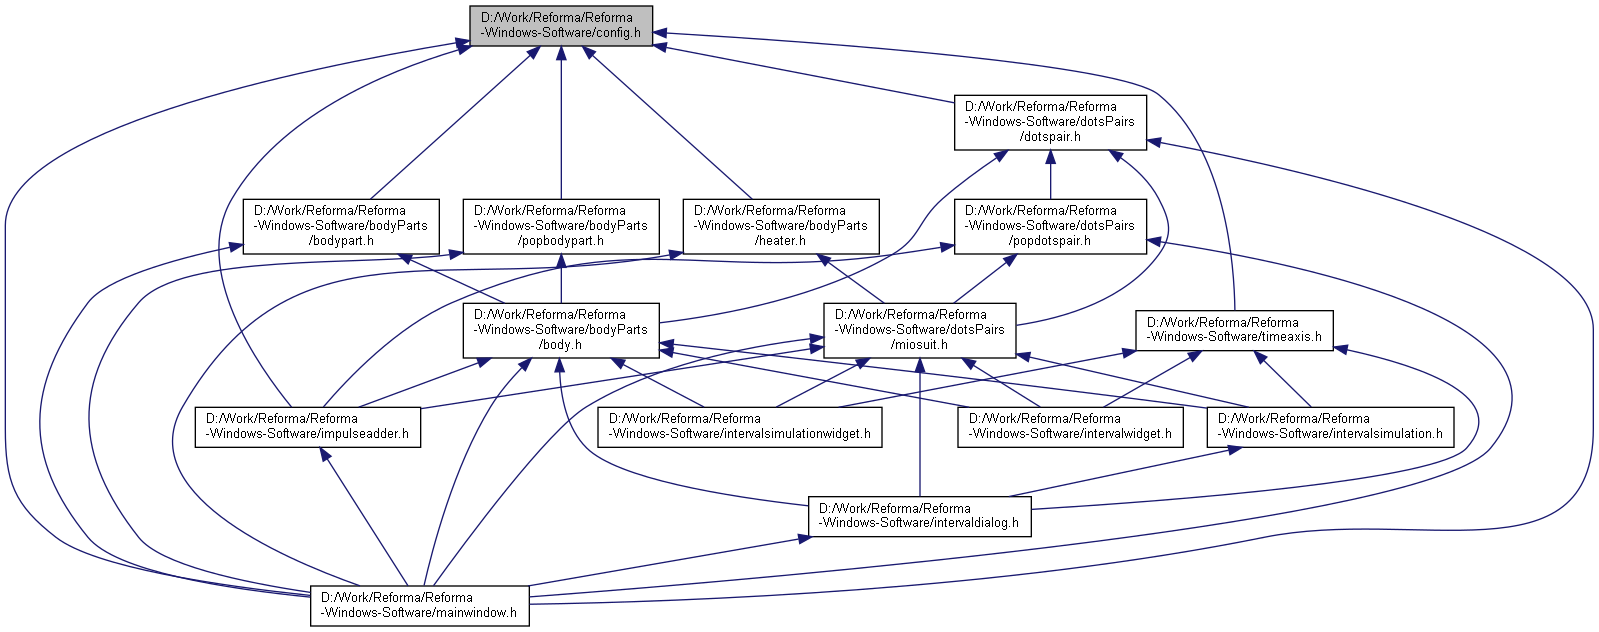 D:/Work/Reforma/Reforma
-Windows-Software/config.h
D:/Work/Reforma/Reforma
-Windows-Software/dotsPairs
/dotspair.h
D:/Work/Reforma/Reforma
-Windows-Software/bodyParts
/bodypart.h
D:/Work/Reforma/Reforma
-Windows-Software/bodyParts
/popbodypart.h
D:/Work/Reforma/Reforma
-Windows-Software/bodyParts
/heater.h
D:/Work/Reforma/Reforma
-Windows-Software/dotsPairs
/popdotspair.h
D:/Work/Reforma/Reforma
-Windows-Software/bodyParts
/body.h
D:/Work/Reforma/Reforma
-Windows-Software/dotsPairs
/miosuit.h
D:/Work/Reforma/Reforma
-Windows-Software/timeaxis.h
D:/Work/Reforma/Reforma
-Windows-Software/impulseadder.h
D:/Work/Reforma/Reforma
-Windows-Software/intervalsimulationwidget.h
D:/Work/Reforma/Reforma
-Windows-Software/intervalwidget.h
D:/Work/Reforma/Reforma
-Windows-Software/intervalsimulation.h
D:/Work/Reforma/Reforma
-Windows-Software/intervaldialog.h
D:/Work/Reforma/Reforma
-Windows-Software/mainwindow.h